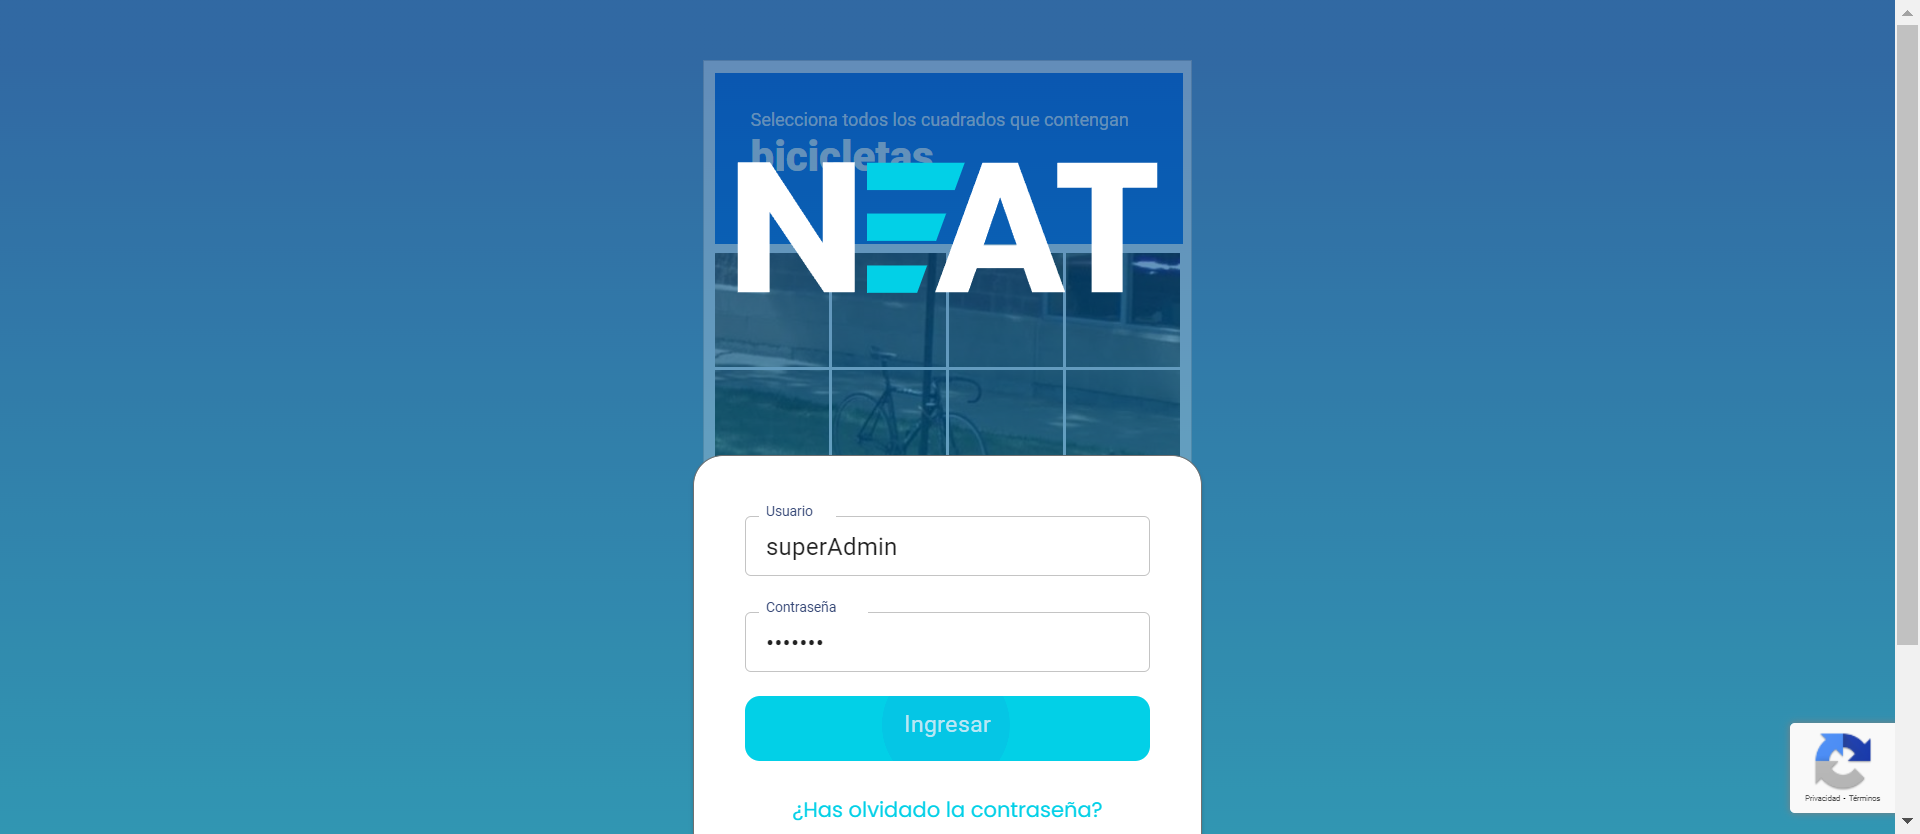 Selecciona todos los cuadrados que contengan
bicicletas
NEAT
Usuario
superAdmin
Contraseña
•••••••
Ingresar
¿Has olvidado la contraseña?
Privacidad - Términos